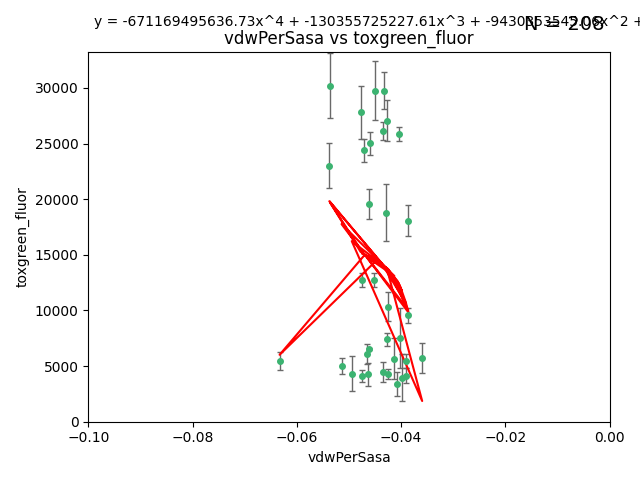 y = -671169495636.73x^4 + -130355725227.61x^3 + -9430
N = 208
vdwPerSasa vs toxgreen_fluor
30000
25000
20000
15000
10000
5000
0
toxgreen_fluor
−0.10
−0.08
−0.06
−0.04
−0.02
0.00
vdwPerSasa